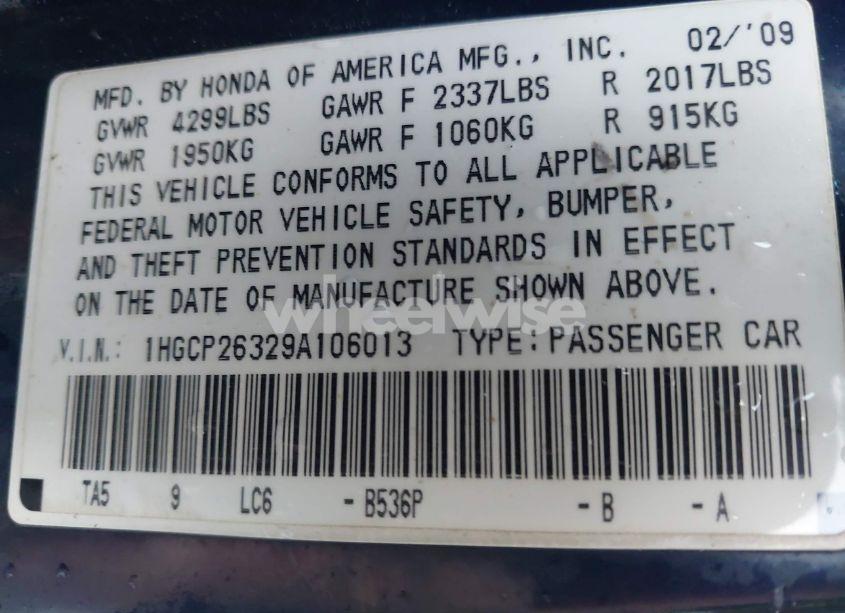 MFD. BY HONDA OF AMERICA MFG., INC. 02/'09
GVWR 4299LBS GAWR F 2337LBS R 2017LBS
GVWR 1950KG GAWR F 1060KG R 915KG
THIS VEHICLE CONFORMS TO ALL APPLICABLE
FEDERAL MOTOR VEHICLE SAFETY, BUMPER,
AND THEFT PREVENTION STANDARDS IN EFFECT
ON THE DATE OF MANUFACTURE SHOWN ABOVE.
wheelwise
V.I.N.: 1HGCP26329A106013 TYPE: PASSENGER CAR
TA5 9 LC6 -B536P -B -A